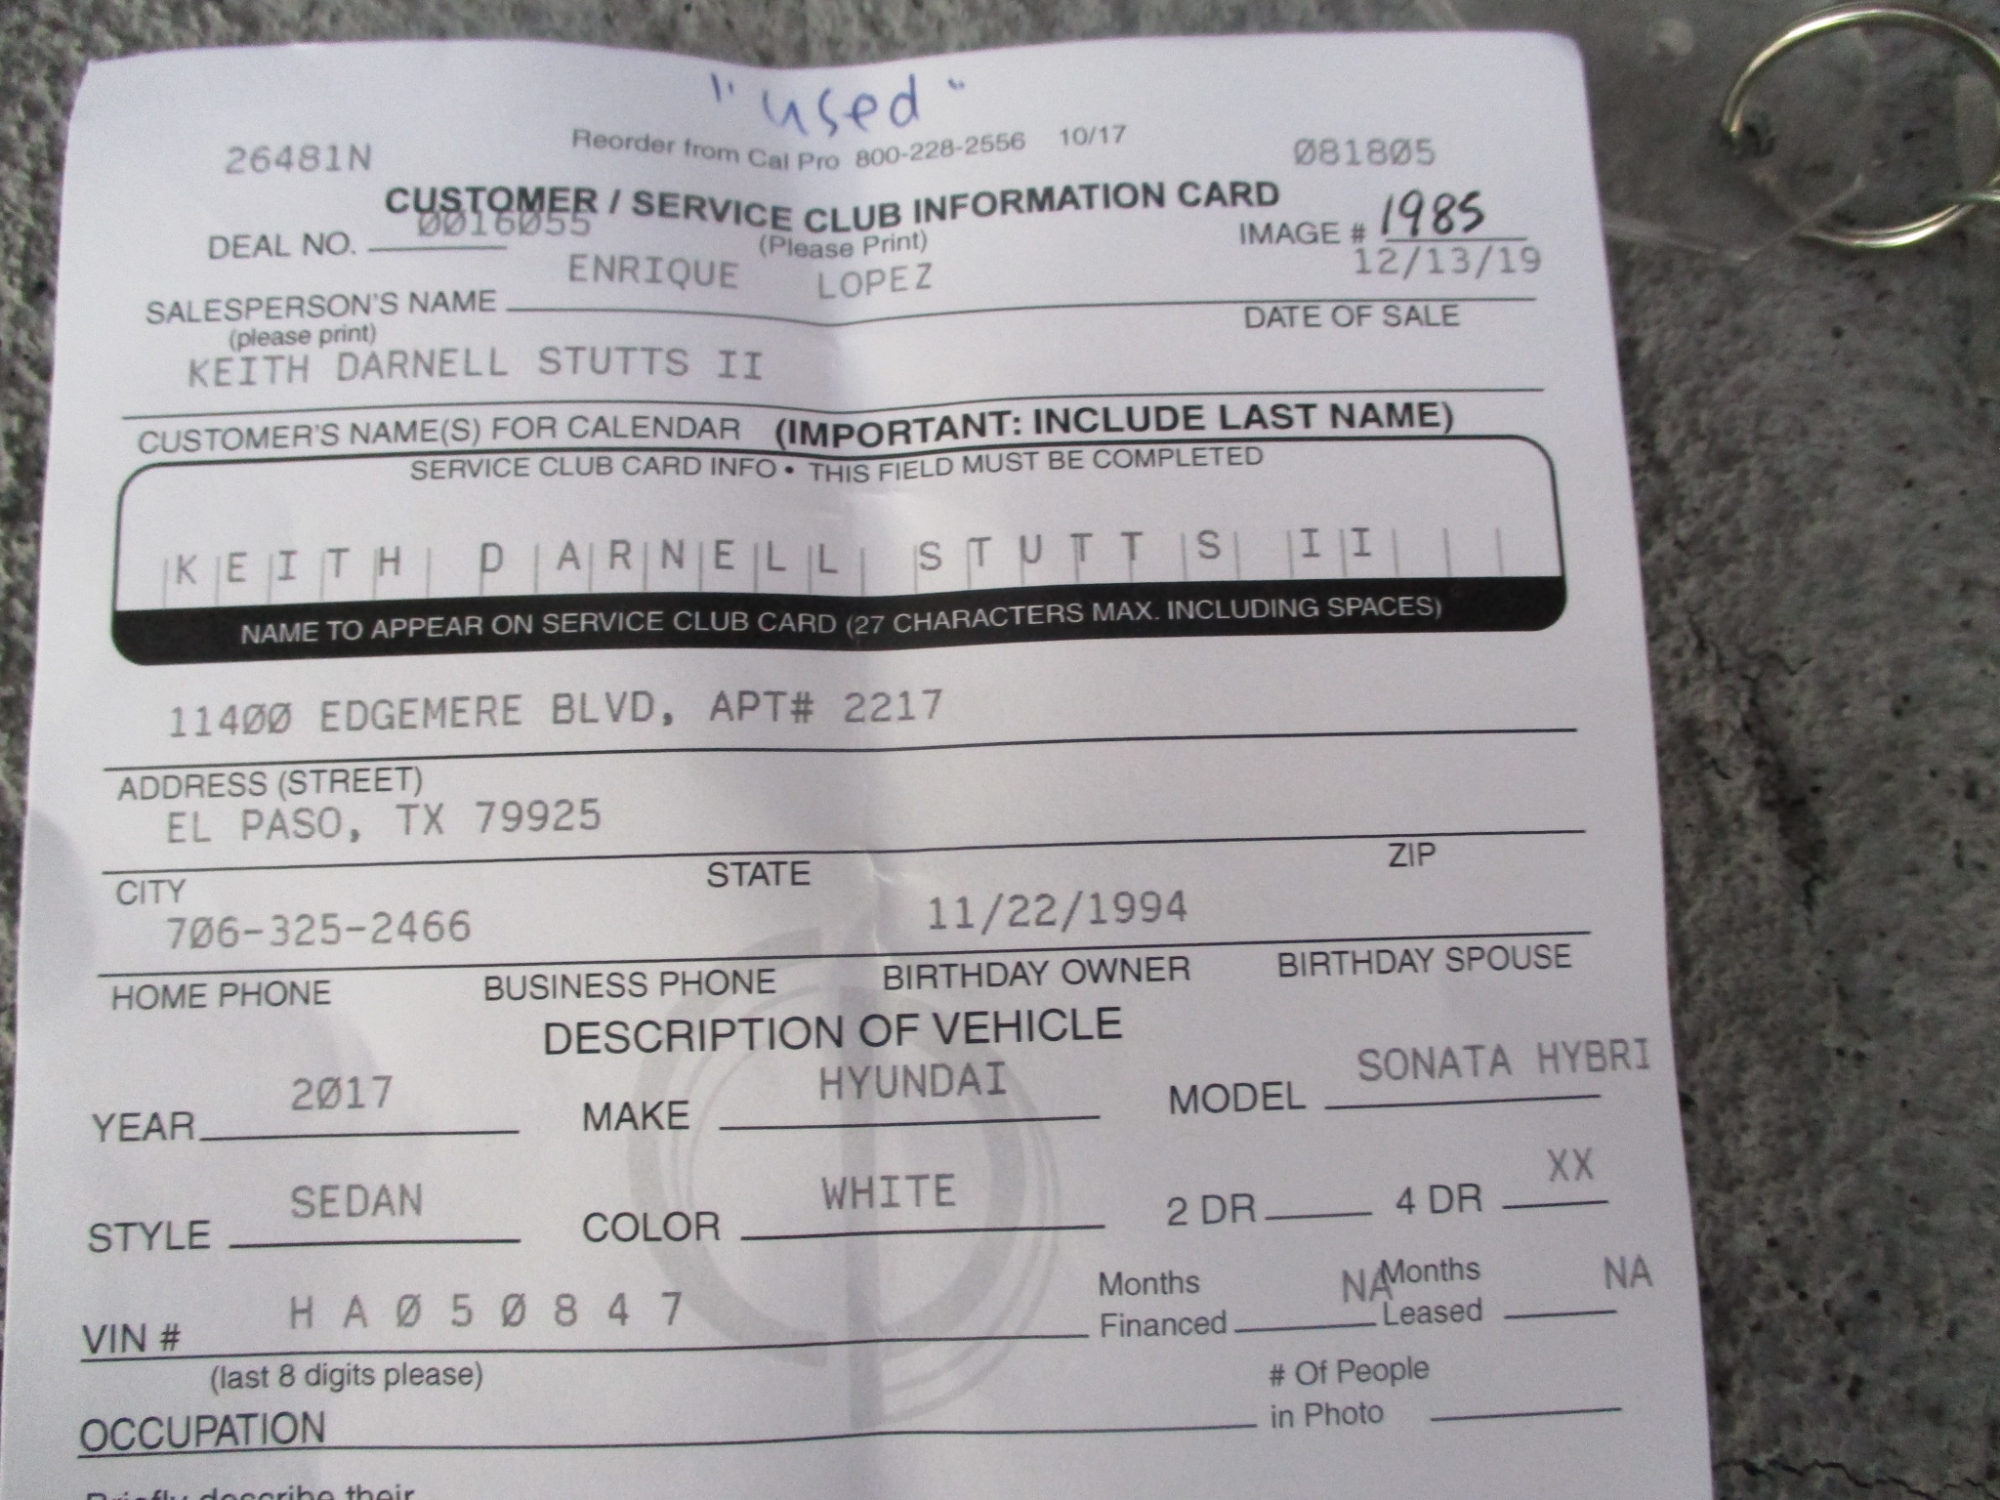 "used"
Reorder from Cal Pro 800-228-2556 10/17
26481N 081805
CUSTOMER / SERVICE CLUB INFORMATION CARD
DEAL NO. 0016055 (Please Print) IMAGE # 1985
12/13/19
SALESPERSON'S NAME ENRIQUE LOPEZ DATE OF SALE
(please print)
KEITH DARNELL STUTTS II
CUSTOMER'S NAME(S) FOR CALENDAR (IMPORTANT: INCLUDE LAST NAME)
SERVICE CLUB CARD INFO • THIS FIELD MUST BE COMPLETED
KEITH DARNELL STUTTS II
NAME TO APPEAR ON SERVICE CLUB CARD (27 CHARACTERS MAX. INCLUDING SPACES)
11400 EDGEMERE BLVD, APT# 2217
ADDRESS (STREET)
EL PASO, TX 79925
CITY STATE ZIP
706-325-2466 11/22/1994
HOME PHONE BUSINESS PHONE BIRTHDAY OWNER BIRTHDAY SPOUSE
DESCRIPTION OF VEHICLE
YEAR 2017 MAKE HYUNDAI MODEL SONATA HYBRI
STYLE SEDAN COLOR WHITE 2 DR 4 DR XX
VIN # HA050847 Months Financed NA Months Leased NA
(last 8 digits please) # Of People
OCCUPATION in Photo
Briefly describe their